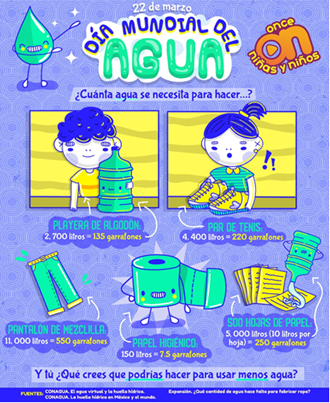 22 de marzo
DÍA MUNDIAL DEL
AGUA
once
niñas y niños
¿Cuánta agua se necesita para hacer...?
PLAYERA DE ALGODÓN:
2,700 litros = 135 garrafones
PAR DE TENIS:
4,400 litros = 220 garrafones
PANTALÓN DE MEZCLILLA:
11,000 litros = 550 garrafones
PAPEL HIGIÉNICO:
150 litros = 7.5 garrafones
500 HOJAS DE PAPEL:
5,000 litros (10 litros por
hoja) = 250 garrafones
Y tú ¿Qué crees que podrías hacer para usar menos agua?
FUENTES: CONAGUA. El agua virtual y la huella hídrica.
CONAGUA. La huella hídrica en México y el mundo.
Expansión. ¿Qué cantidad de agua hace falta para fabricar ropa?